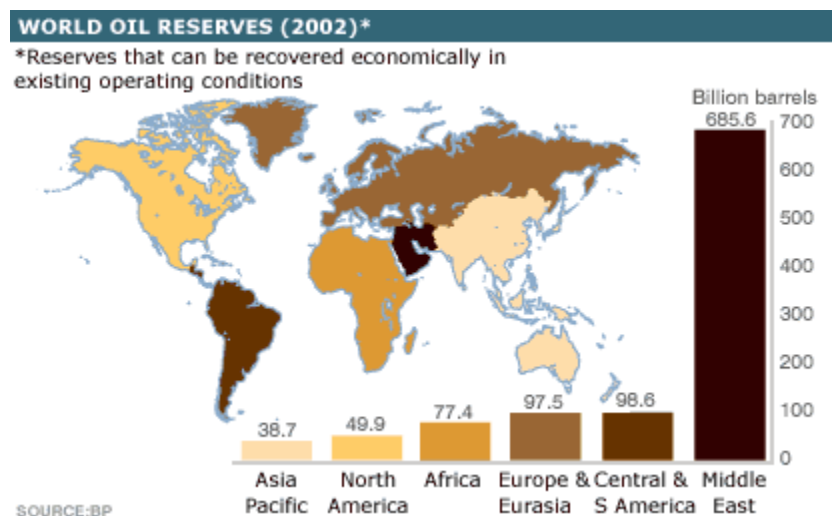 WORLD OIL RESERVES (2002)*
*Reserves that can be recovered economically in
existing operating conditions
Billion barrels
685.6
700
600
500
400
300
200
100
0
38.7
49.9
77.4
97.5
98.6
Asia
Pacific
North
America
Africa
Europe &
Eurasia
Central &
S America
Middle
East
SOURCE:BP